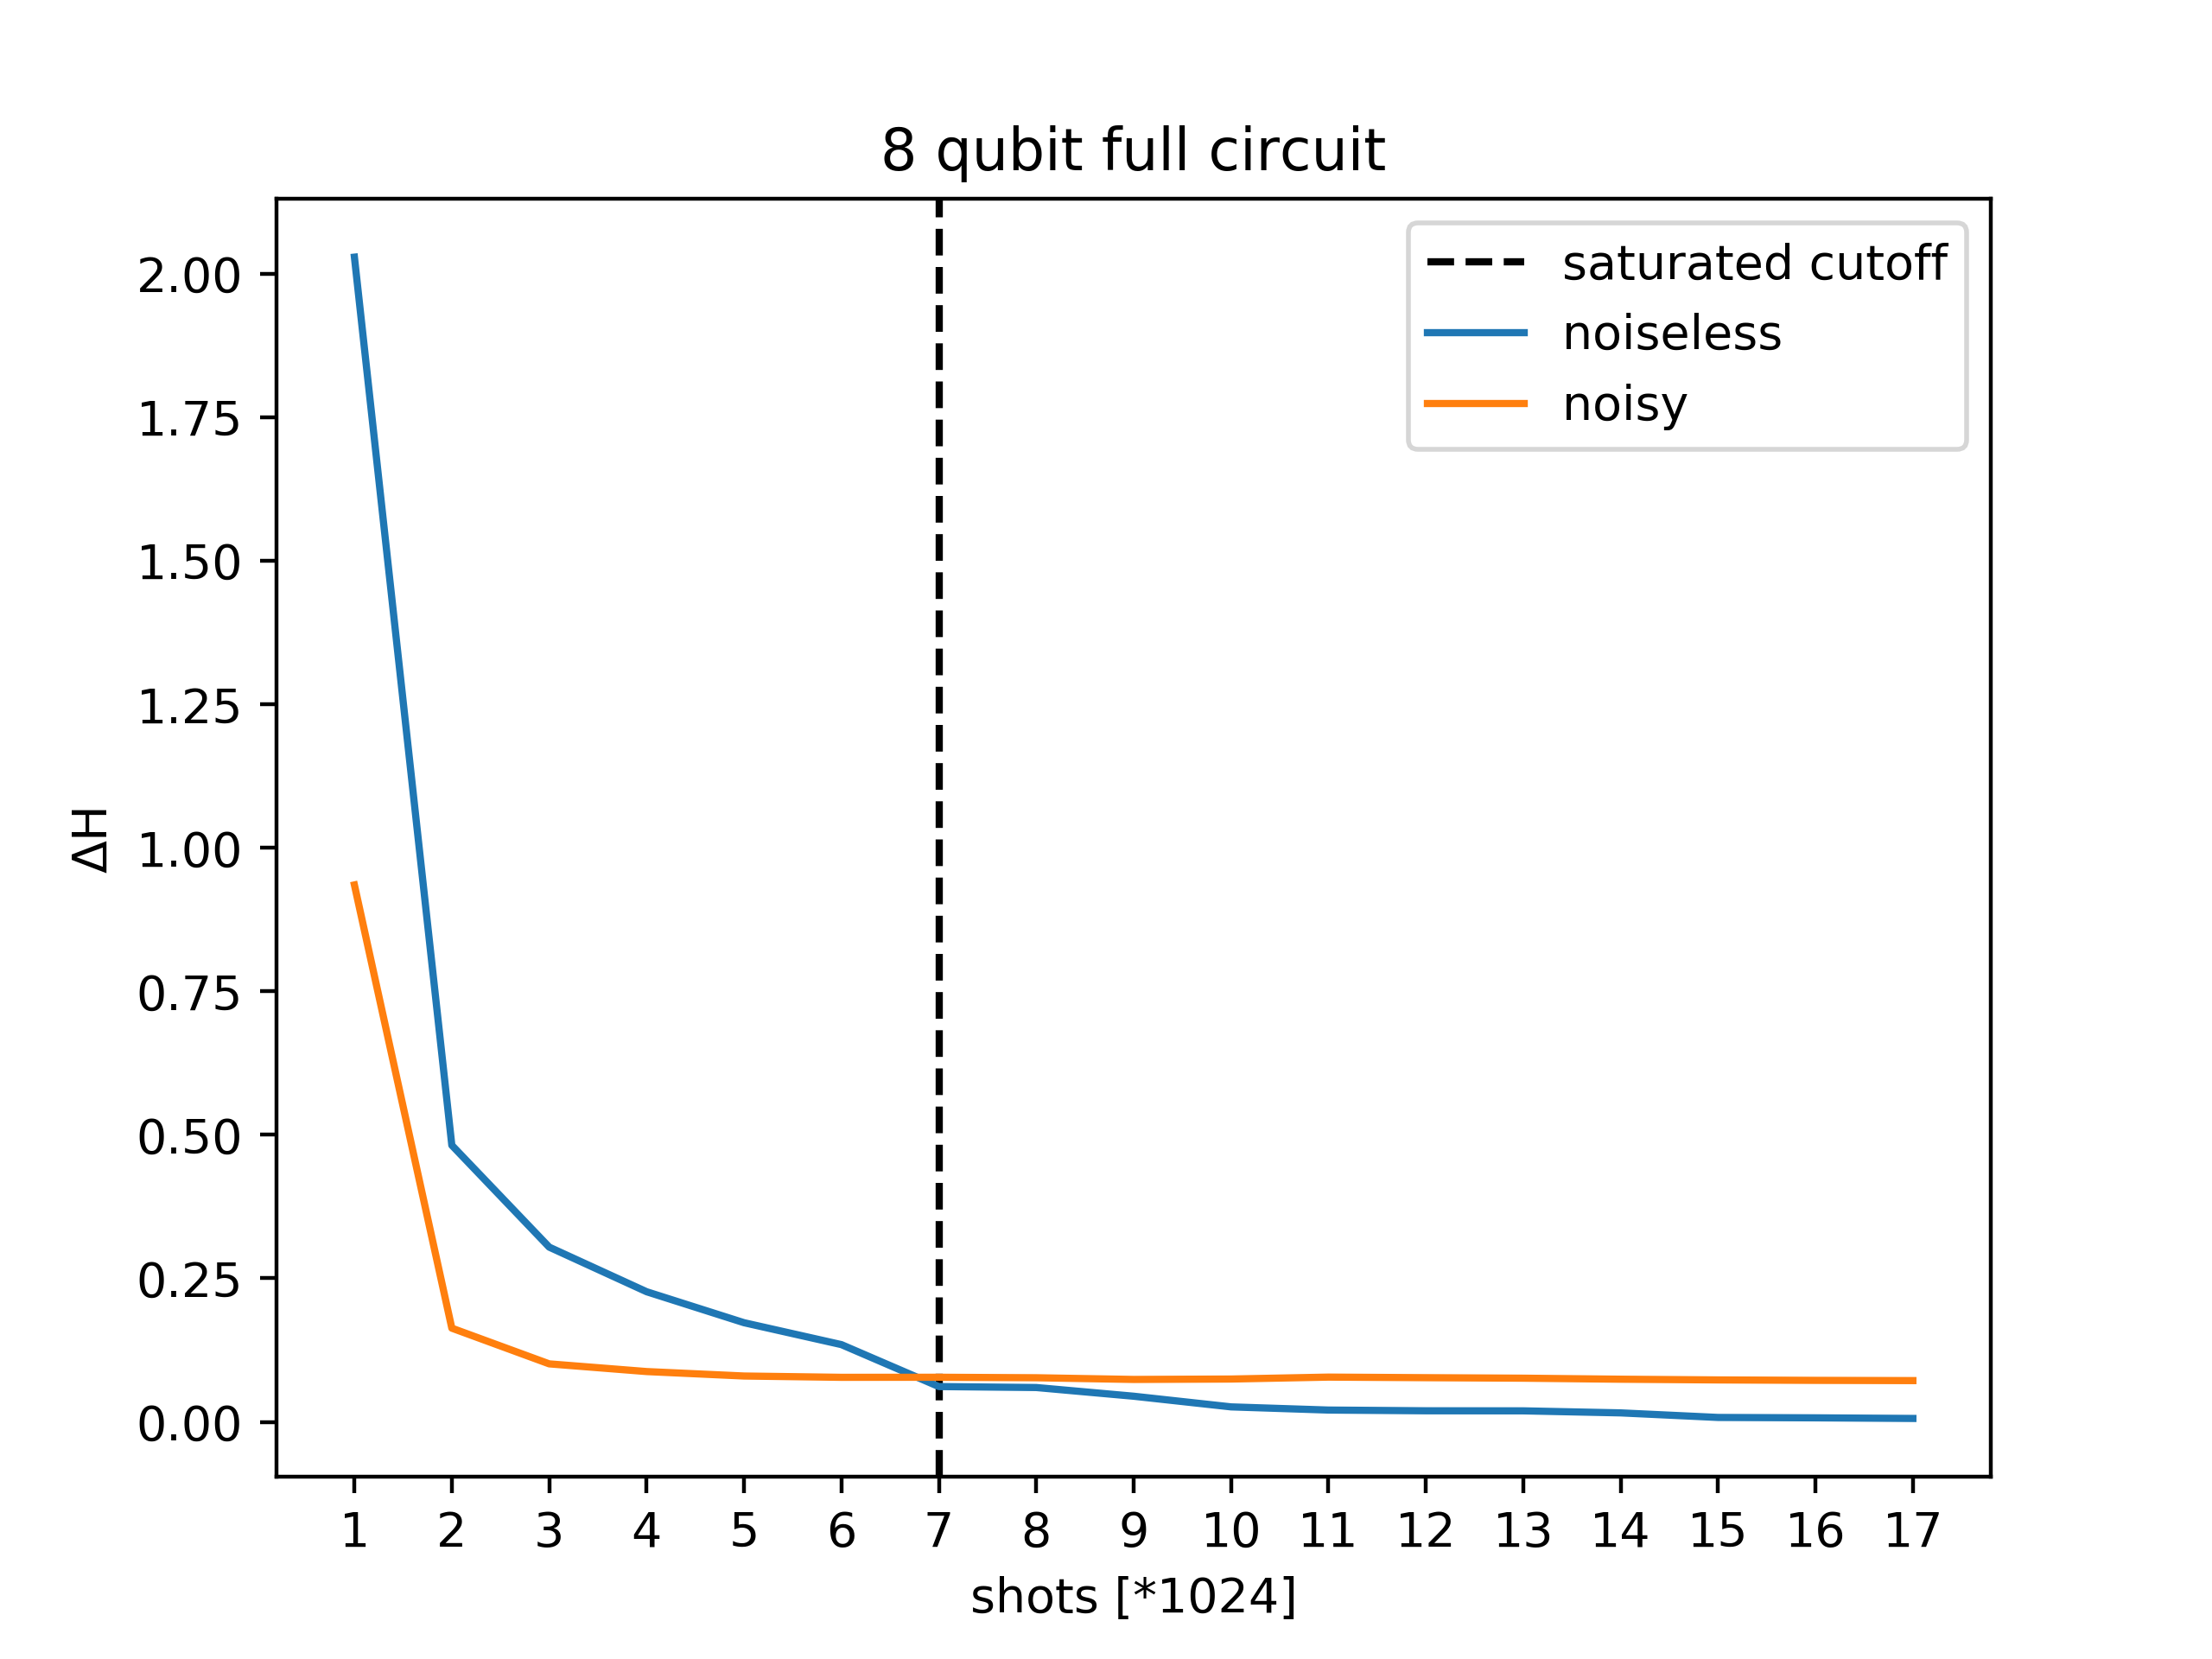 8 qubit full circuit
saturated cutoff
noiseless
noisy
2.00
1.75
1.50
1.25
1.00
0.75
0.50
0.25
0.00
ΔH
1 2 3 4 5 6 7 8 9 10 11 12 13 14 15 16 17
shots [*1024]